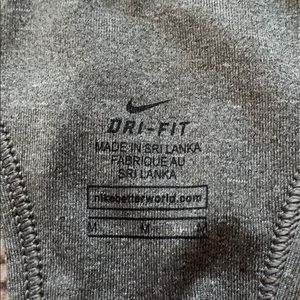 DRI-FIT
MADE IN SRI LANKA
FABRIQUE AU
SRI LANKA
nikebetterworld.com
M M M